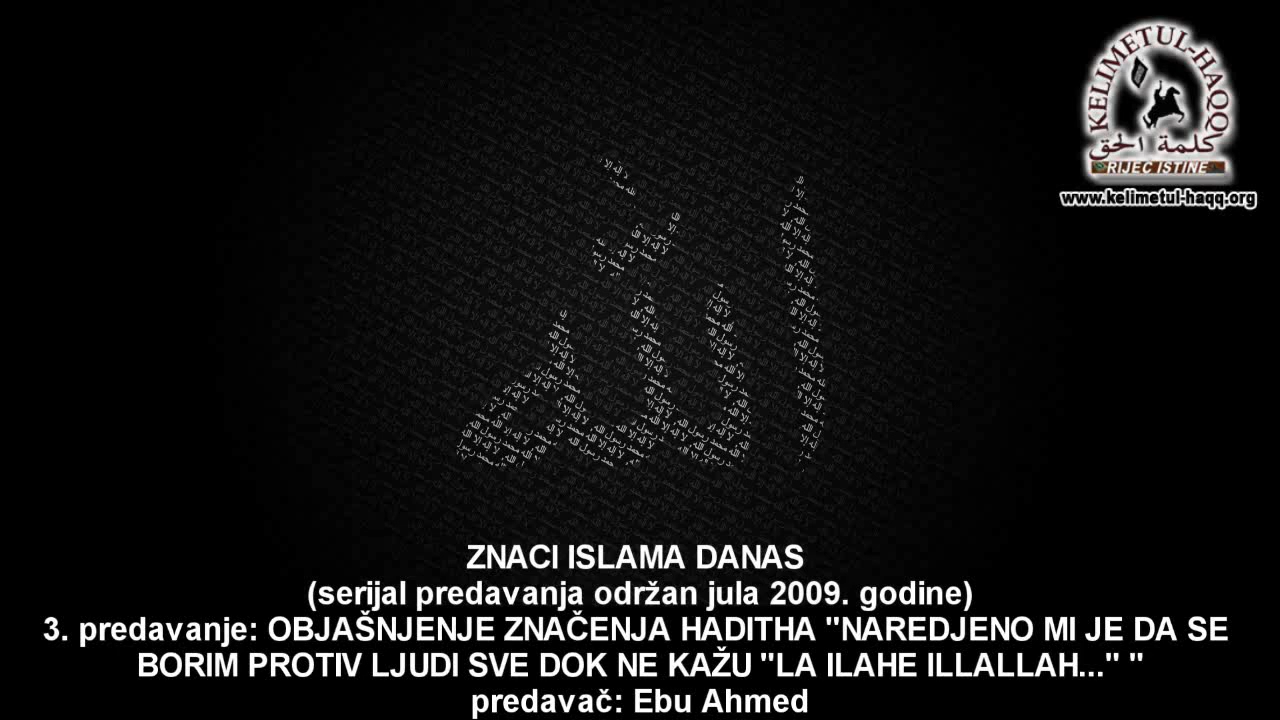 KELIMETUL-HAQQ
كلمة الحق
RIJEC ISTINE
www.kelimetul-haqq.org
الله
ZNACI ISLAMA DANAS
(serijal predavanja održan jula 2009. godine)
3. predavanje: OBJAŠNJENJE ZNAČENJA HADITHA "NAREDJENO MI JE DA SE
BORIM PROTIV LJUDI SVE DOK NE KAŽU "LA ILAHE ILLALLAH..." "
predavač: Ebu Ahmed